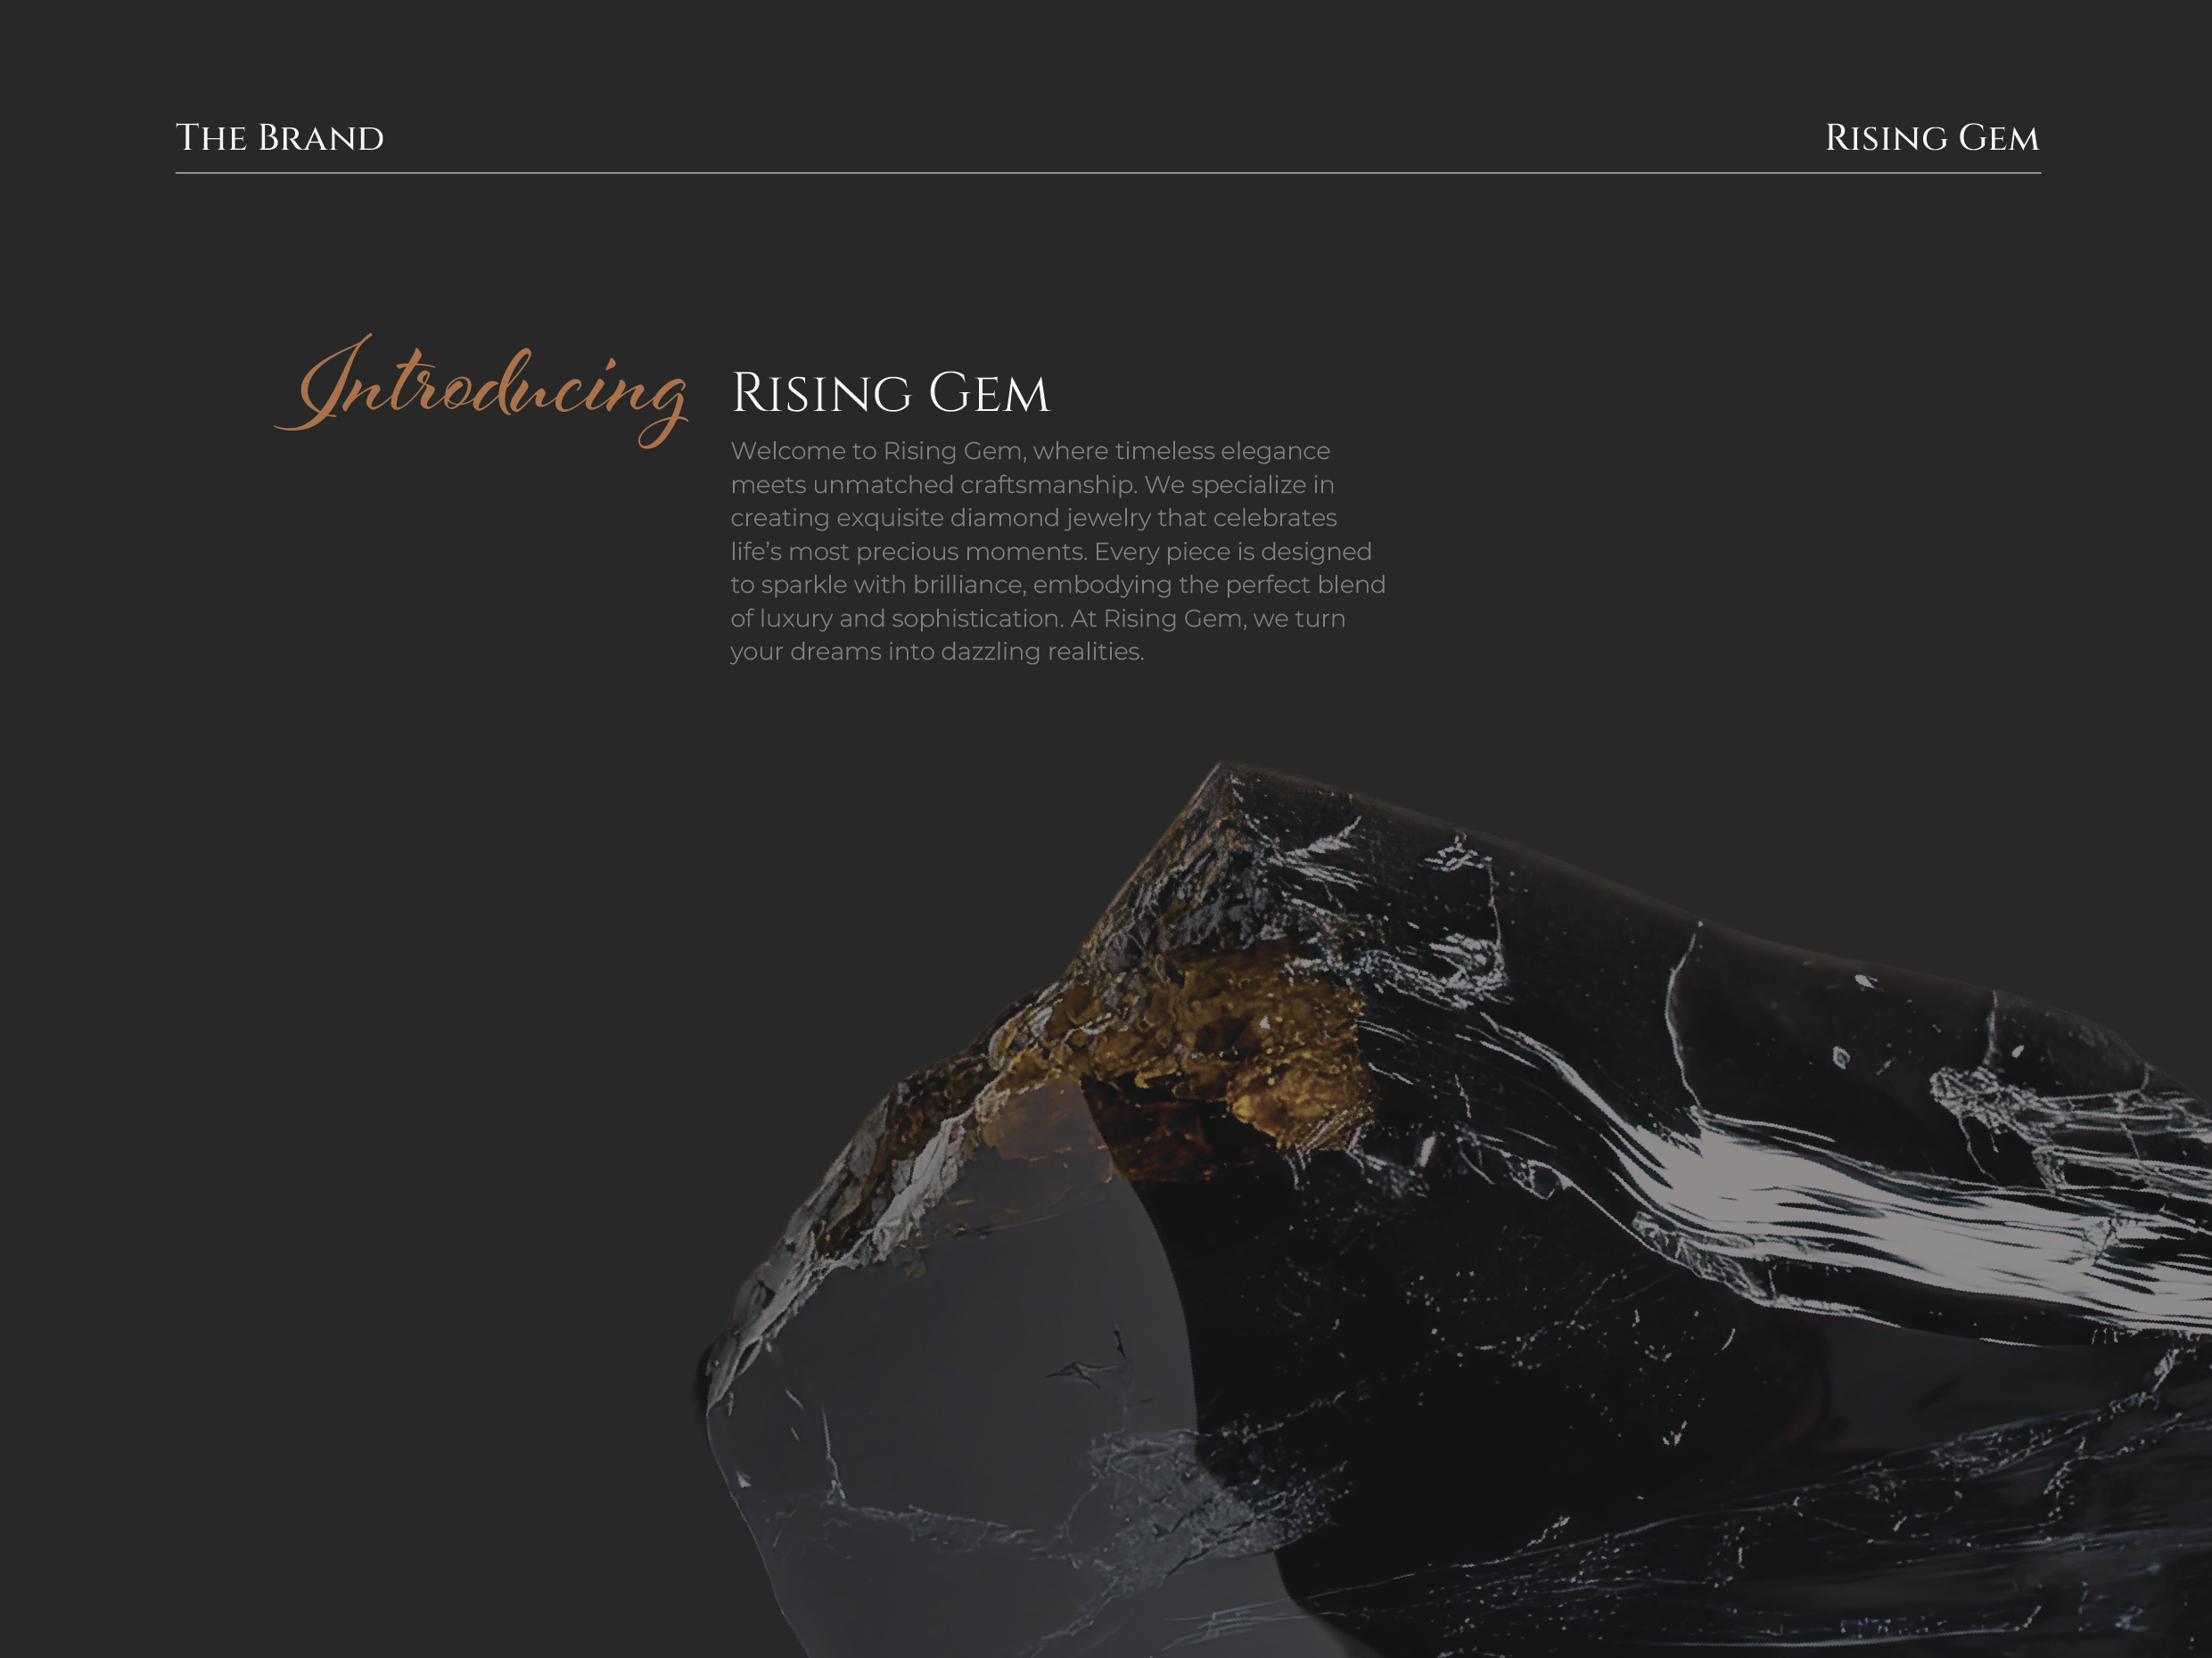 The Brand
Rising Gem
Introducing
Rising Gem
Welcome to Rising Gem, where timeless elegance
meets unmatched craftsmanship. We specialize in
creating exquisite diamond jewelry that celebrates
life’s most precious moments. Every piece is designed
to sparkle with brilliance, embodying the perfect blend
of luxury and sophistication. At Rising Gem, we turn
your dreams into dazzling realities.